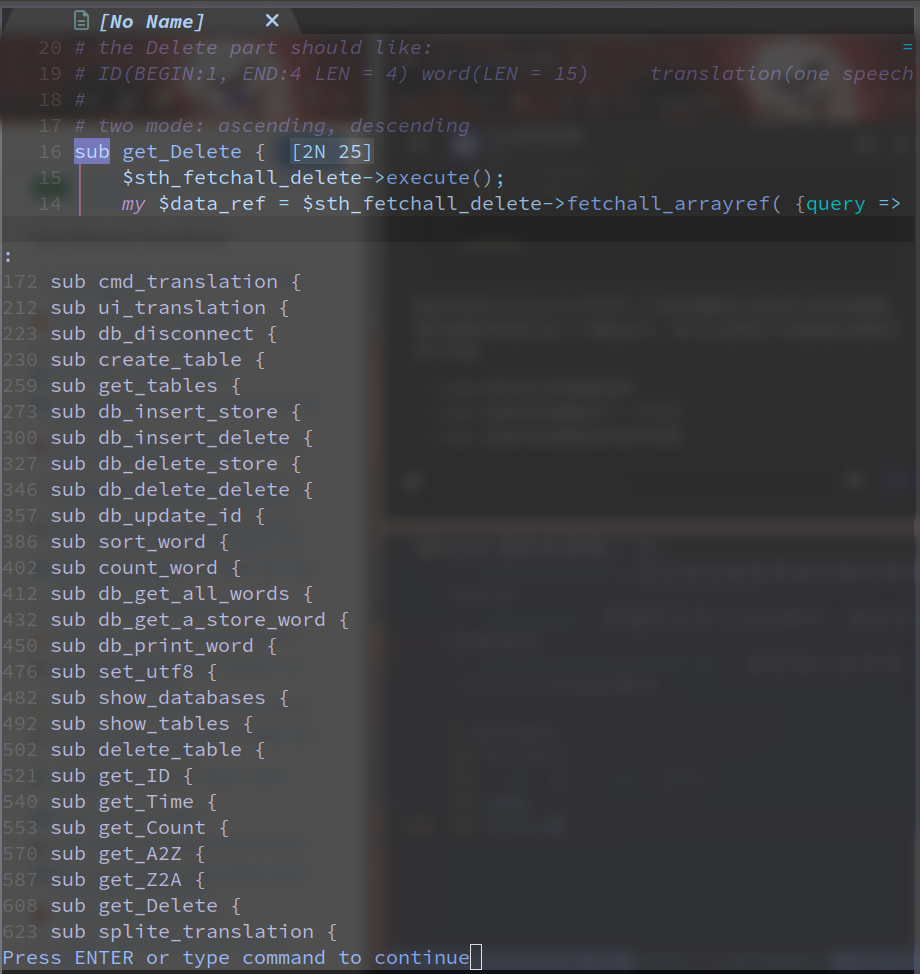 [No Name] ✕
20 # the Delete part should like:
19 # ID(BEGIN:1, END:4 LEN = 4) word(LEN = 15)     translation(one speech
18 #
17 # two mode: ascending, descending
16 sub get_Delete {  [2N 25]
15     $sth_fetchall_delete->execute();
14     my $data_ref = $sth_fetchall_delete->fetchall_arrayref( {query =>
:
172 sub cmd_translation {
212 sub ui_translation {
223 sub db_disconnect {
230 sub create_table {
259 sub get_tables {
273 sub db_insert_store {
300 sub db_insert_delete {
327 sub db_delete_store {
346 sub db_delete_delete {
357 sub db_update_id {
386 sub sort_word {
402 sub count_word {
412 sub db_get_all_words {
432 sub db_get_a_store_word {
450 sub db_print_word {
476 sub set_utf8 {
482 sub show_databases {
492 sub show_tables {
502 sub delete_table {
521 sub get_ID {
540 sub get_Time {
553 sub get_Count {
570 sub get_A2Z {
587 sub get_Z2A {
608 sub get_Delete {
623 sub splite_translation {
Press ENTER or type command to continue